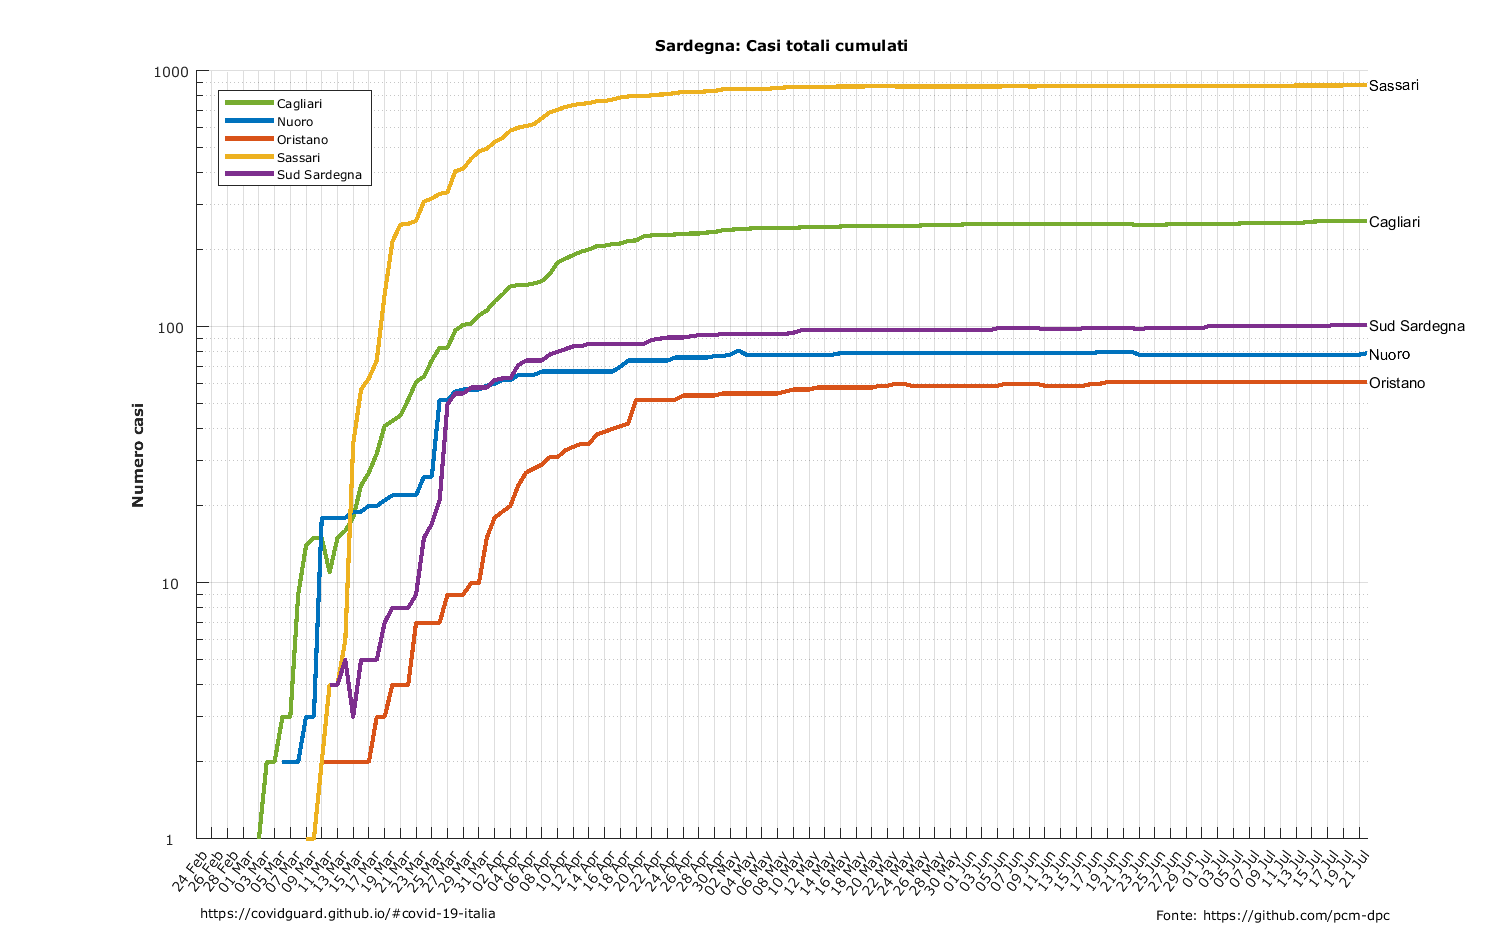 Sardegna: Casi totali cumulati
Numero casi
1000
100
10
1
Cagliari
Nuoro
Oristano
Sassari
Sud Sardegna
Sassari
Cagliari
Sud Sardegna
Nuoro
Oristano
24 Feb
26 Feb
28 Feb
01 Mar
03 Mar
05 Mar
07 Mar
09 Mar
11 Mar
13 Mar
15 Mar
17 Mar
19 Mar
21 Mar
23 Mar
25 Mar
27 Mar
29 Mar
31 Mar
02 Apr
04 Apr
06 Apr
08 Apr
10 Apr
12 Apr
14 Apr
16 Apr
18 Apr
20 Apr
22 Apr
24 Apr
26 Apr
28 Apr
30 Apr
02 May
04 May
06 May
08 May
10 May
12 May
14 May
16 May
18 May
20 May
22 May
24 May
26 May
28 May
30 May
01 Jun
03 Jun
05 Jun
07 Jun
09 Jun
11 Jun
13 Jun
15 Jun
17 Jun
19 Jun
21 Jun
23 Jun
25 Jun
27 Jun
29 Jun
01 Jul
03 Jul
05 Jul
07 Jul
09 Jul
11 Jul
13 Jul
15 Jul
17 Jul
19 Jul
21 Jul
https://covidguard.github.io/#covid-19-italia
Fonte: https://github.com/pcm-dpc